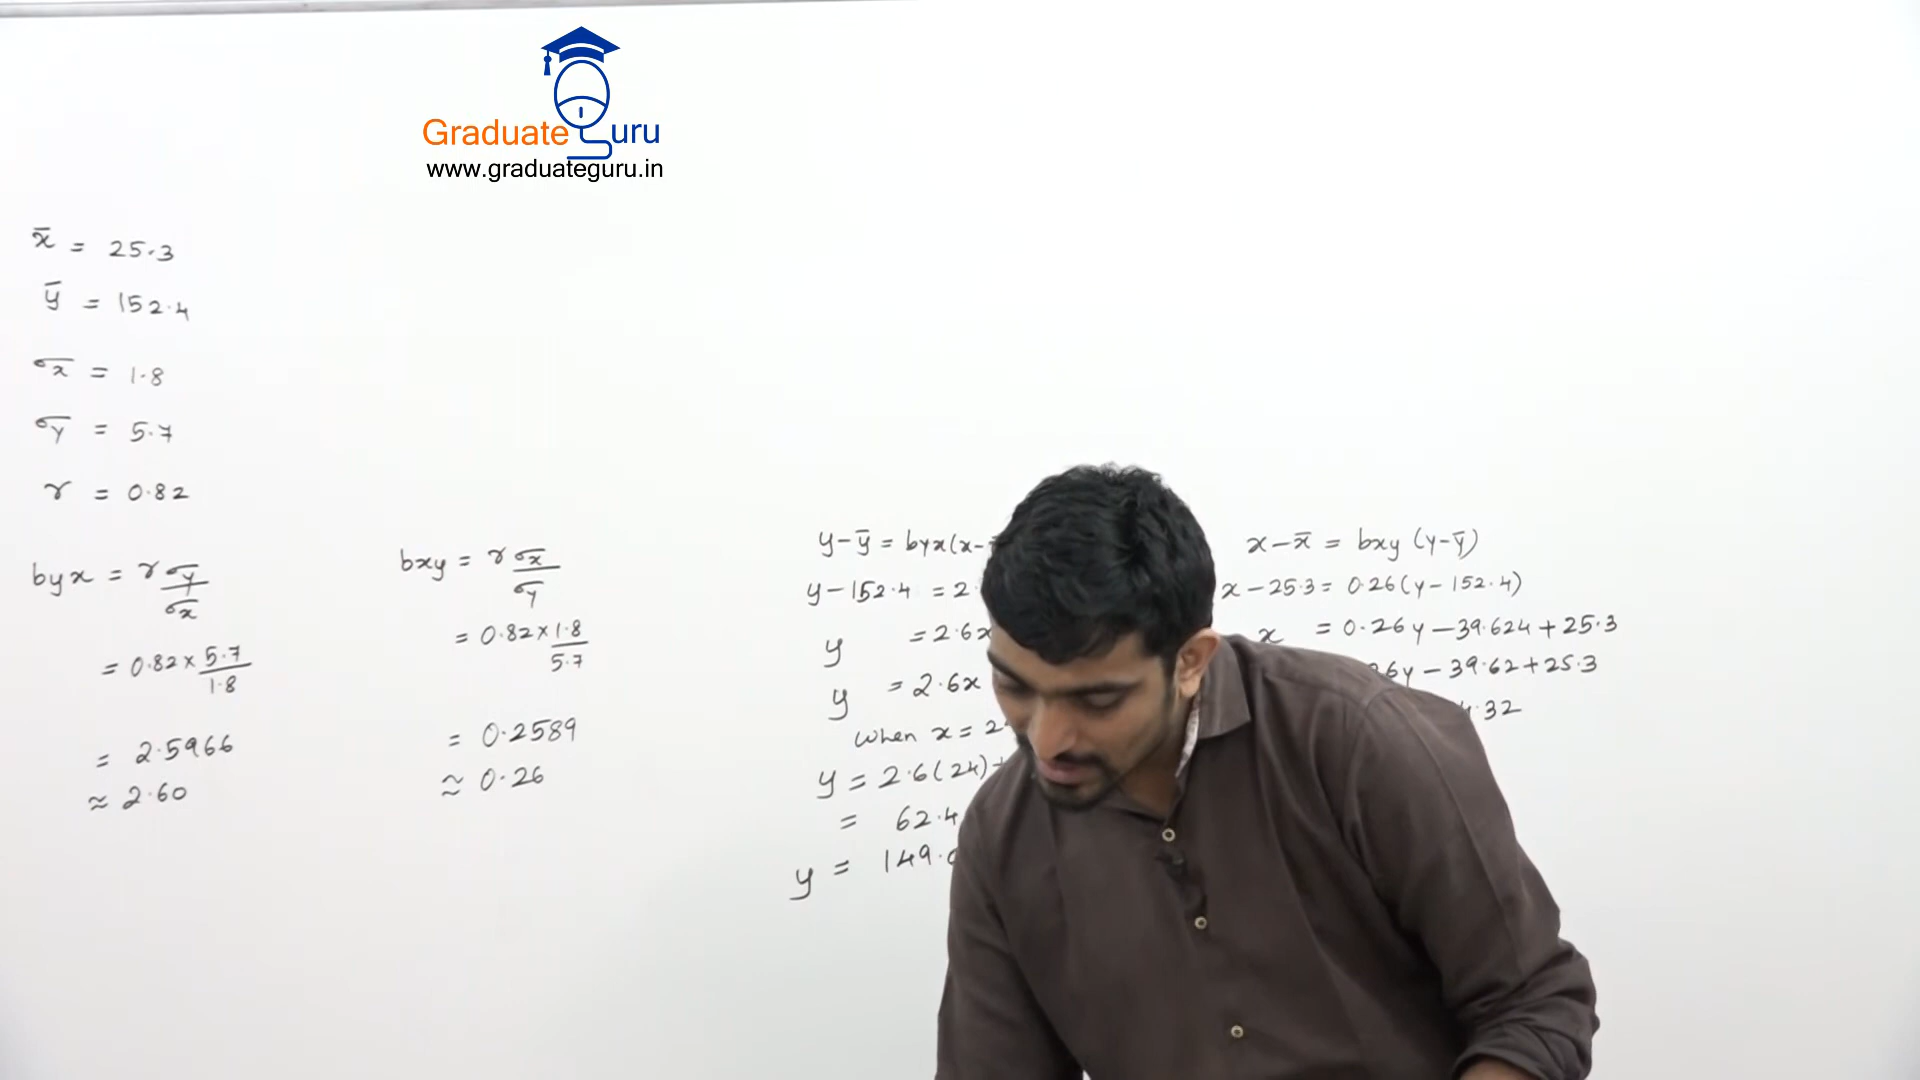 Graduate Guru
www.graduateguru.in
x̄ = 25.3
ȳ = 152.4
σx = 1.8
σy = 5.7
r = 0.82
byx = r σy/σx
= 0.82 × 5.7/1.8
= 2.5966
≈ 2.60
bxy = r σx/σy
= 0.82 × 1.8/5.7
= 0.2589
≈ 0.26
y − ȳ = byx (x −
y − 152.4 = 2.
y = 2.6x
y = 2.6x
When x = 2
y = 2.6 (24) +
= 62.4
y = 149.
x − x̄ = bxy (y − ȳ)
x − 25.3 = 0.26 (y − 152.4)
x = 0.26y − 39.624 + 25.3
6y − 39.62 + 25.3
.32